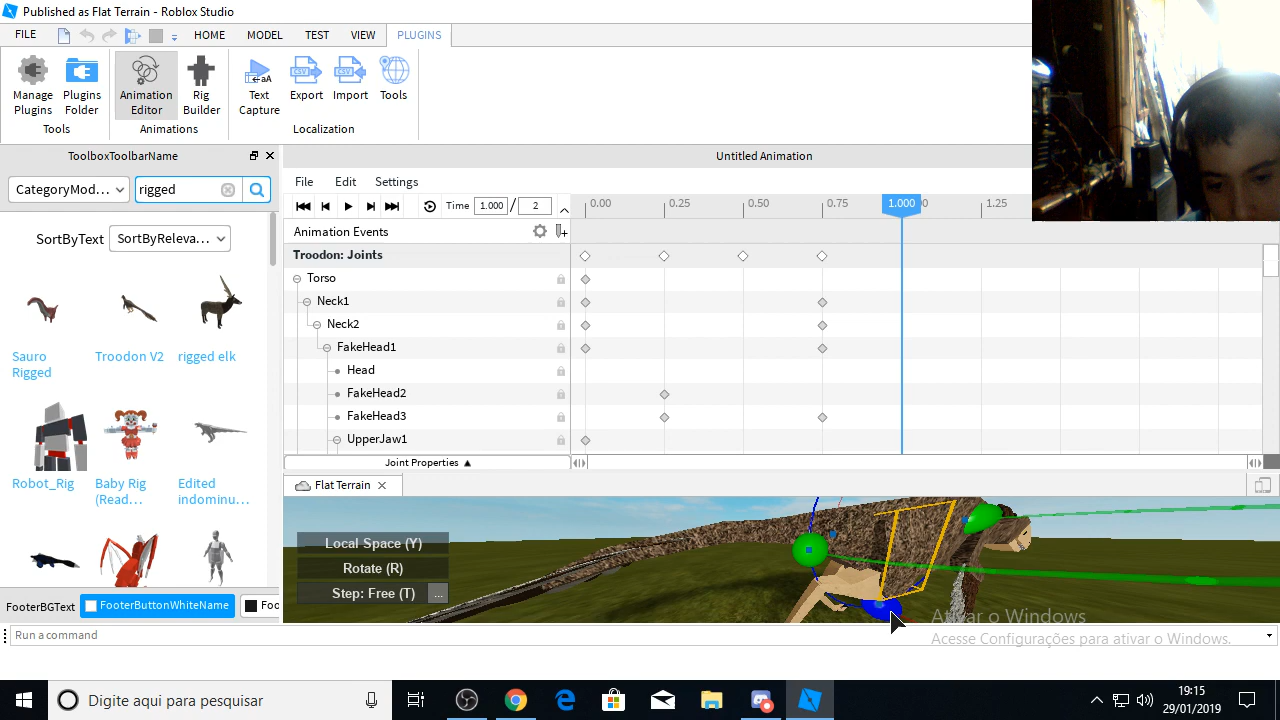 Published as Flat Terrain - Roblox Studio
FILE HOME MODEL TEST VIEW PLUGINS
Manage Plugins
Plugins Folder
Animation Editor
Rig Builder
Text Capture
Export
Import
Tools
Tools Animations Localization
ToolboxToolbarName
Untitled Animation
CategoryMod...
rigged
SortByText
SortByReleva...
Sauro Rigged
Troodon V2
rigged elk
Robot_Rig
Baby Rig (Read...
Edited indominu...
FooterBGText
FooterButtonWhiteName
Foo
File Edit Settings
Time 1.000 / 2
0.00 0.25 0.50 0.75 1.000 1.25
Animation Events
Troodon: Joints
Torso
Neck1
Neck2
FakeHead1
Head
FakeHead2
FakeHead3
UpperJaw1
Joint Properties ▲
Flat Terrain
Local Space (Y)
Rotate (R)
Step: Free (T) ...
Ativar o Windows
Acesse Configurações para ativar o Windows.
Run a command
Digite aqui para pesquisar
19:15
29/01/2019